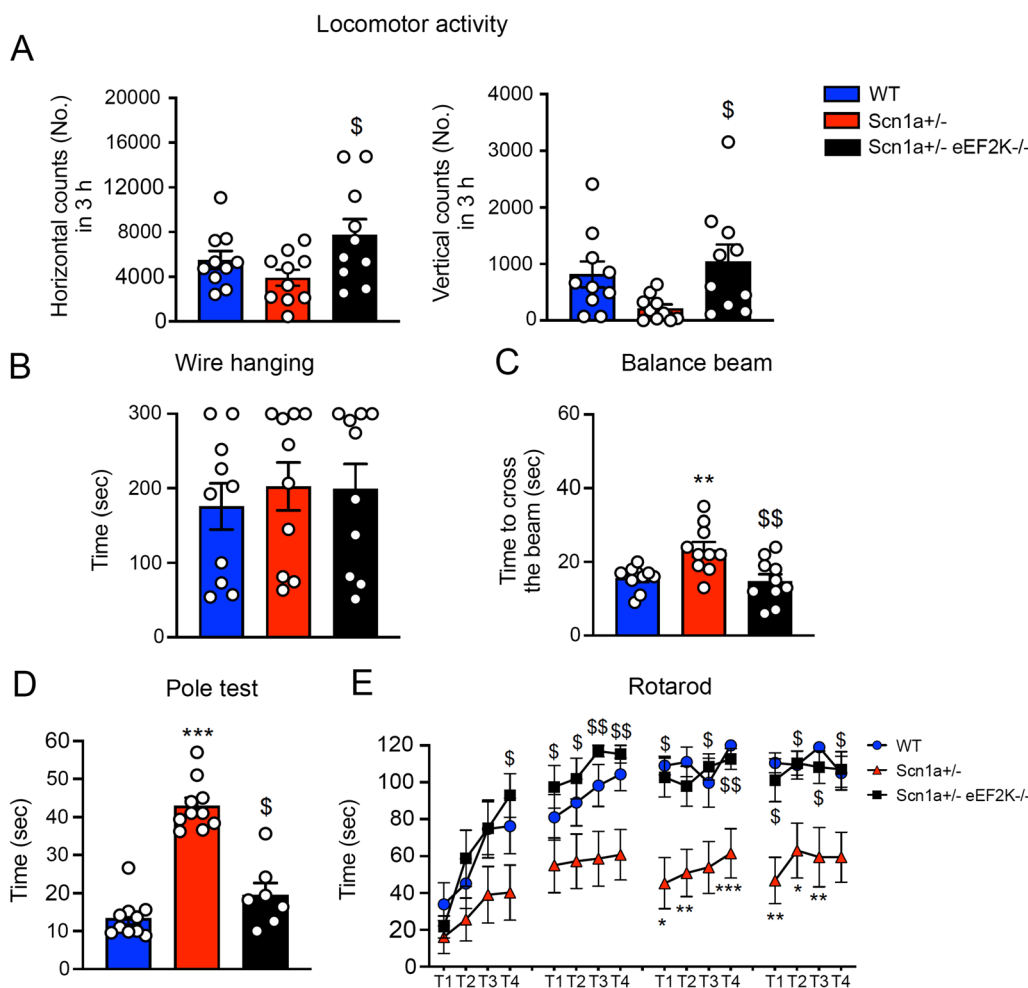 Locomotor activity
A
Horizontal counts (No.)
in 3 h
20000
16000
12000
8000
4000
0
$
Vertical counts (No.)
in 3 h
4000
3000
2000
1000
0
$
WT
Scn1a+/-
Scn1a+/- eEF2K-/-
B
Wire hanging
Time (sec)
300
200
100
0
C
Balance beam
Time to cross
the beam (sec)
60
40
20
0
**
$$
D
Pole test
Time (sec)
60
50
40
30
20
10
0
***
$
E
Rotarod
Time (sec)
120
100
80
60
40
20
0
$
$ $ $$ $$
$ $
$$
* ** ***
$ $
$ $
** * **
T1 T2 T3 T4 T1 T2 T3 T4 T1 T2 T3 T4 T1 T2 T3 T4
WT
Scn1a+/-
Scn1a+/- eEF2K-/-